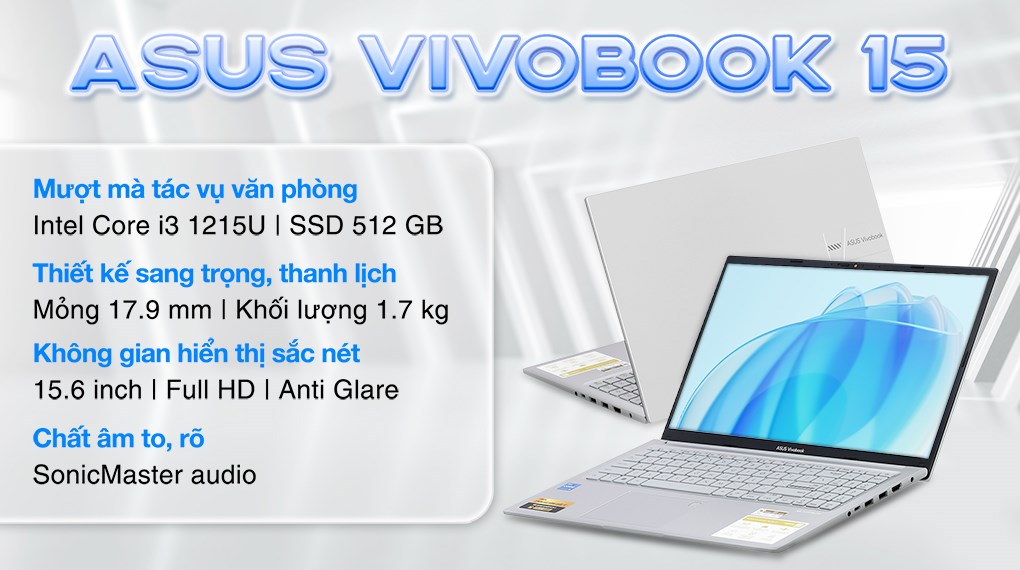 ASUS VIVOBOOK 15
Mượt mà tác vụ văn phòng
Intel Core i3 1215U | SSD 512 GB
Thiết kế sang trọng, thanh lịch
Mỏng 17.9 mm | Khối lượng 1.7 kg
Không gian hiển thị sắc nét
15.6 inch | Full HD | Anti Glare
Chất âm to, rõ
SonicMaster audio
ASUS Vivobook
ASUS Vivobook